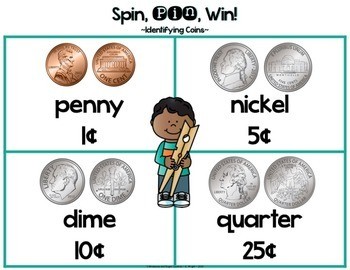 Spin, Pin, Win!
~Identifying Coins~
penny
1¢
nickel
5¢
dime
10¢
quarter
25¢